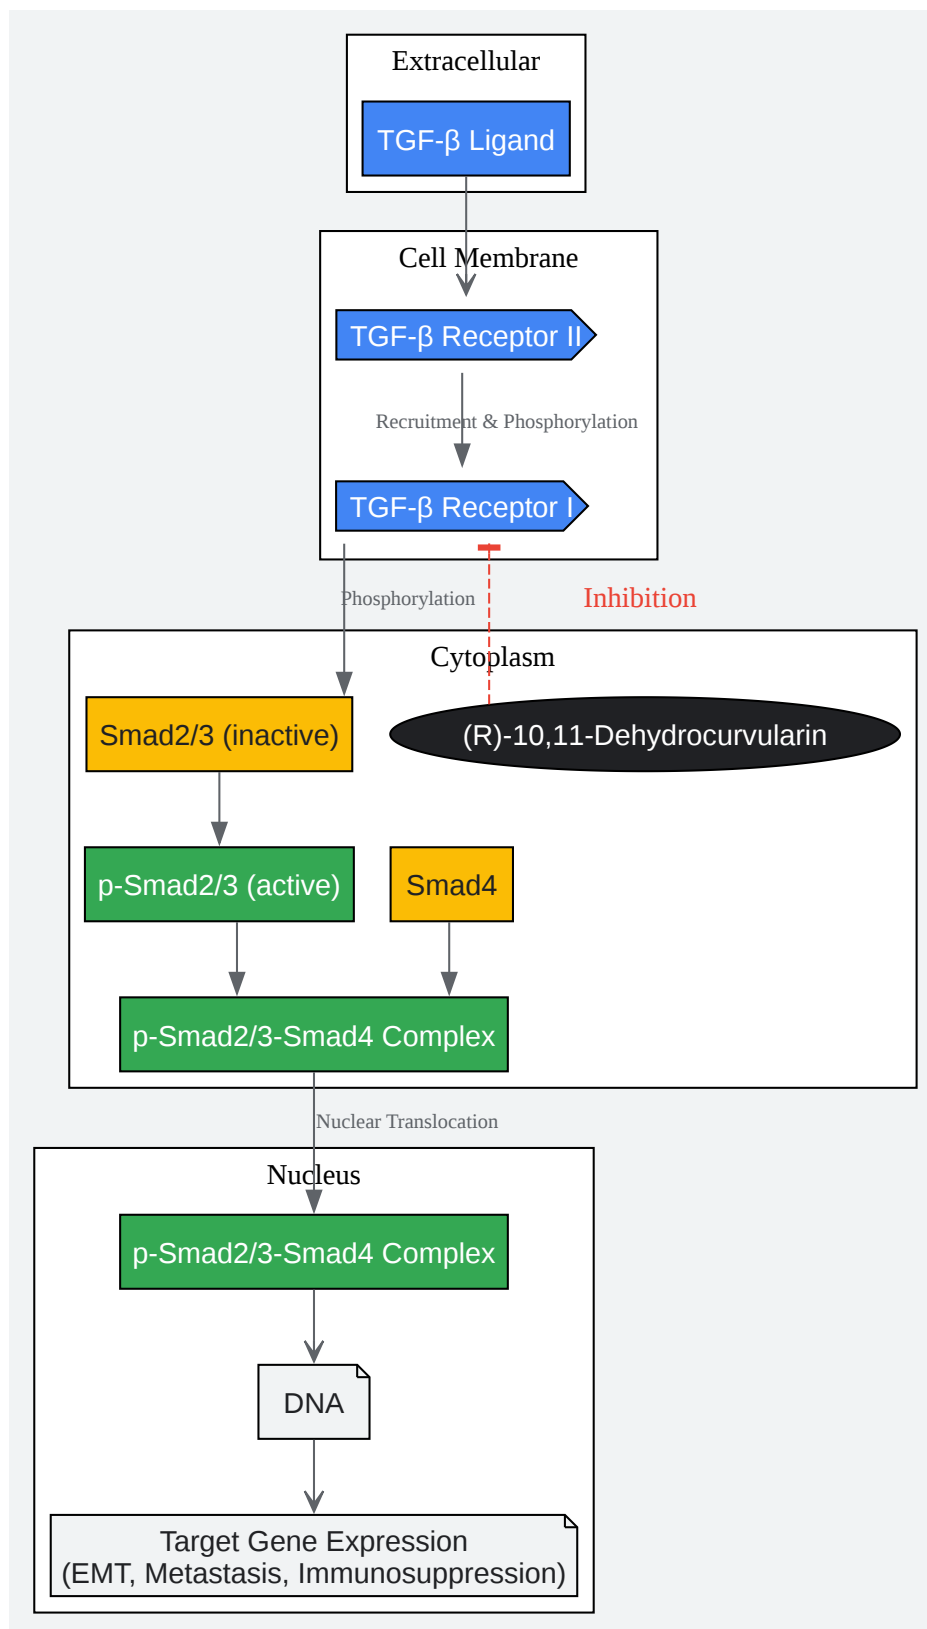 Extracellular
TGF-β Ligand
Cell Membrane
TGF-β Receptor II
Recruitment & Phosphorylation
TGF-β Receptor I
Phosphorylation
Inhibition
Cytoplasm
Smad2/3 (inactive)
(R)-10,11-Dehydrocurvularin
p-Smad2/3 (active)
Smad4
p-Smad2/3-Smad4 Complex
Nuclear Translocation
Nucleus
p-Smad2/3-Smad4 Complex
DNA
Target Gene Expression
(EMT, Metastasis, Immunosuppression)